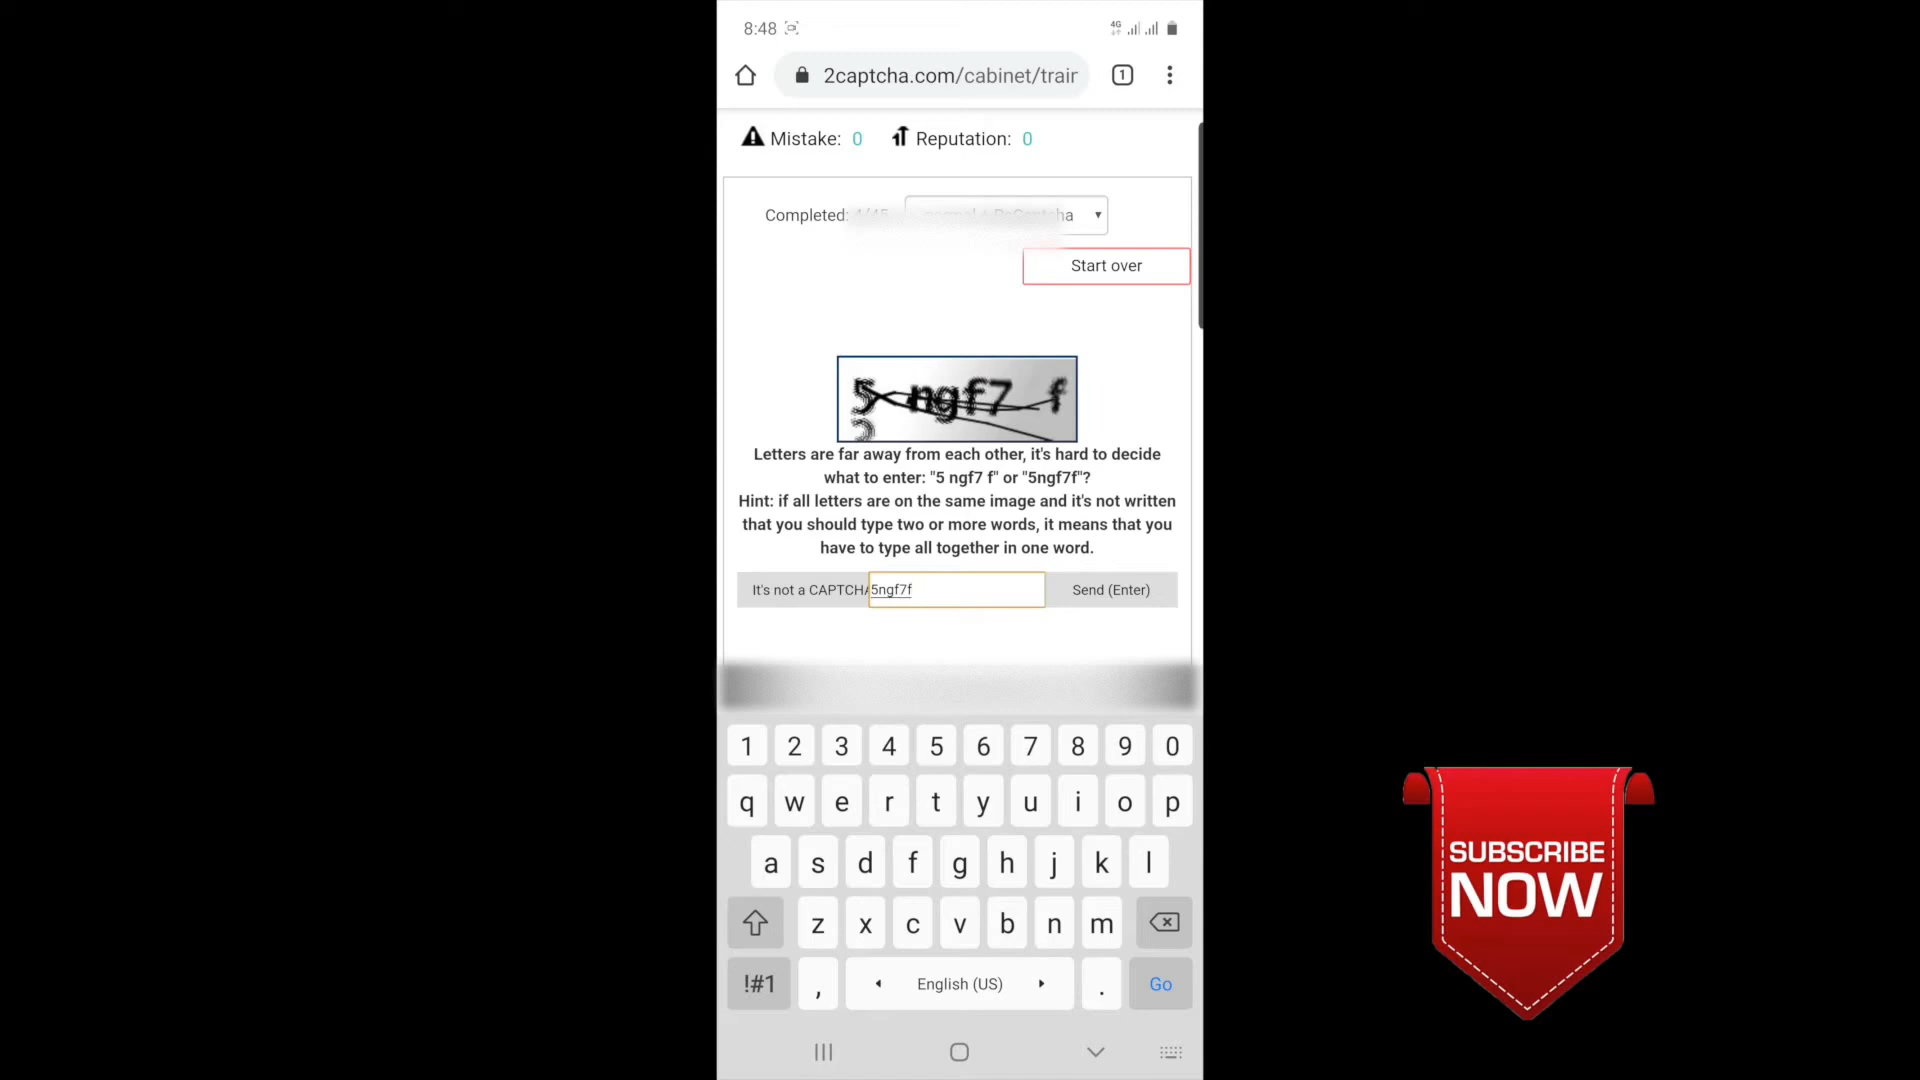 8:48
4G
2captcha.com/cabinet/trair
1
Mistake: 0
Reputation: 0
Completed:
Start over
5 ngf7 f
Letters are far away from each other, it's hard to decide
what to enter: "5 ngf7 f" or "5ngf7f"?
Hint: if all letters are on the same image and it's not written
that you should type two or more words, it means that you
have to type all together in one word.
It's not a CAPTCHA
5ngf7f
Send (Enter)
1 2 3 4 5 6 7 8 9 0
q w e r t y u i o p
a s d f g h j k l
z x c v b n m
!#1 , English (US) . Go
SUBSCRIBE
NOW